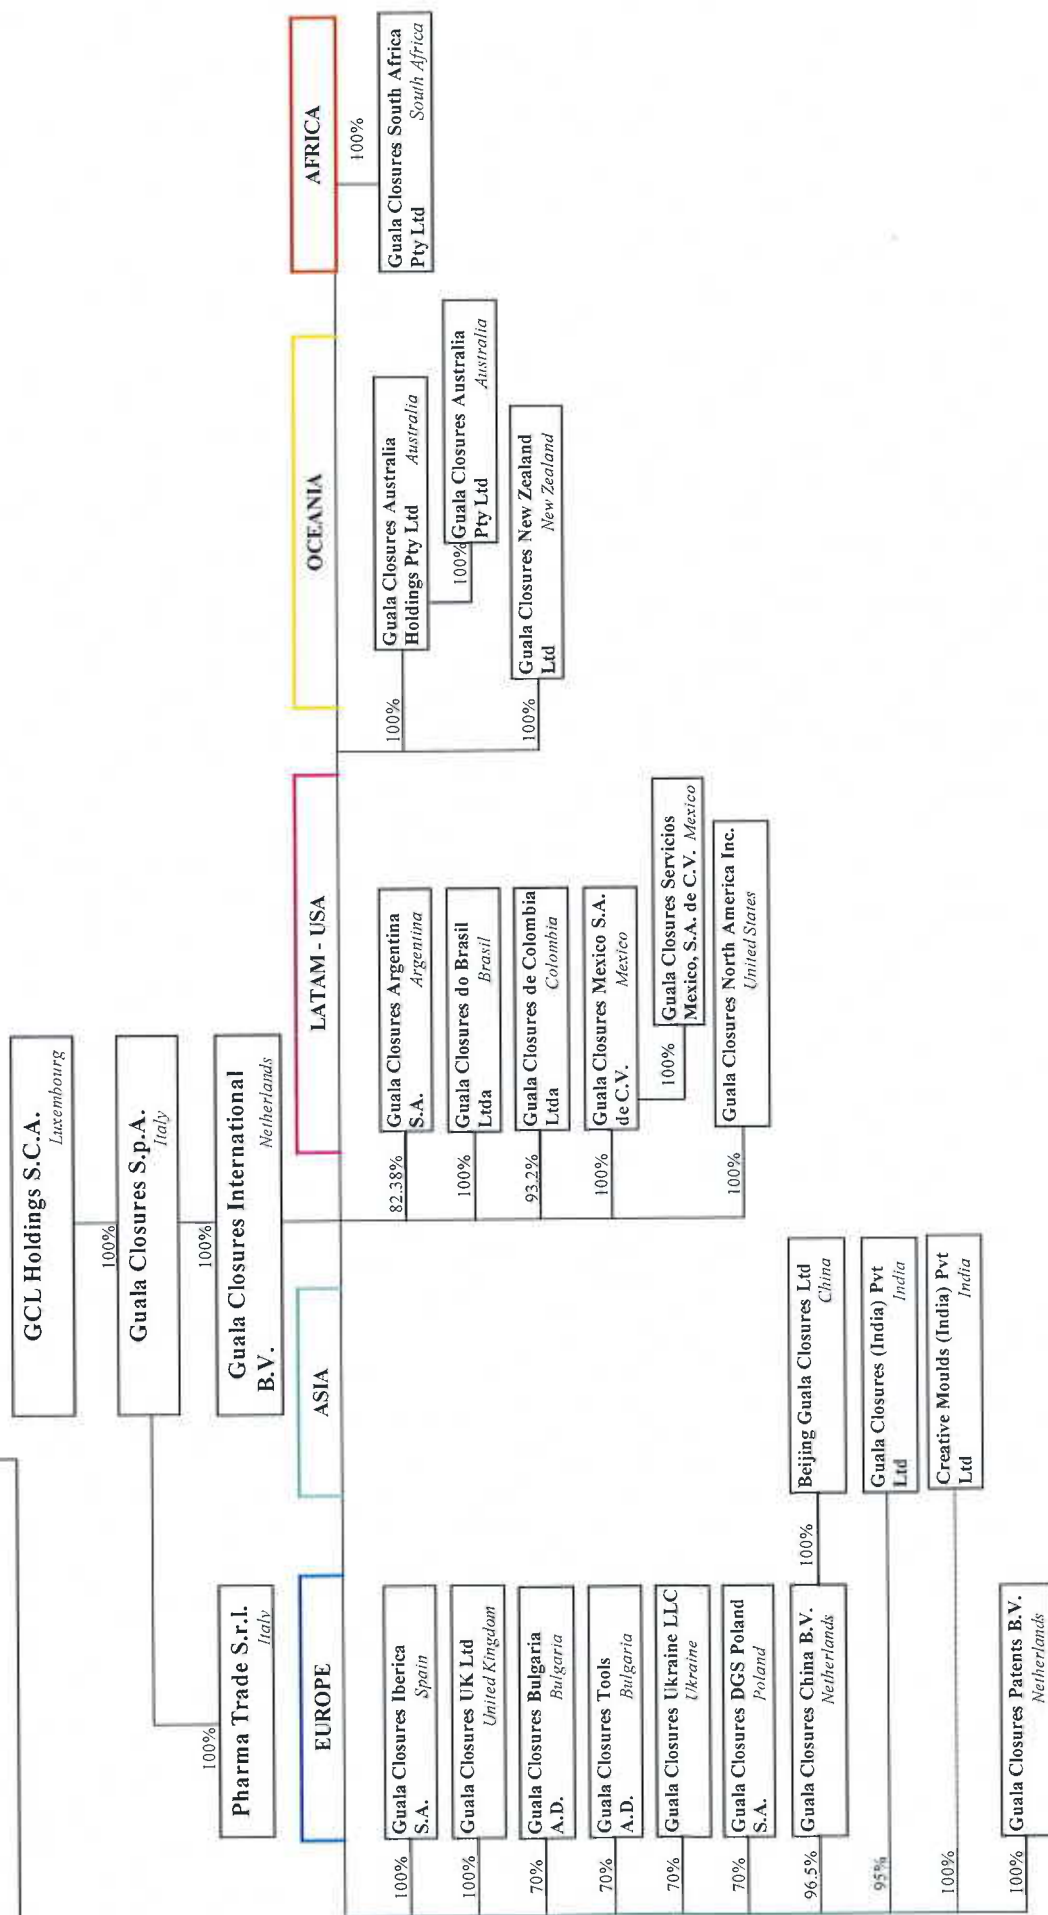 GCL Holdings S.C.A.
Luxembourg
100%
Guala Closures S.p.A.
Italy
100%
Guala Closures International
B.V.
Netherlands
100%
Pharma Trade S.r.l.
Italy
EUROPE
100%
Guala Closures Iberica
S.A.
Spain
100%
Guala Closures UK Ltd
United Kingdom
70%
Guala Closures Bulgaria
A.D.
Bulgaria
70%
Guala Closures Tools
A.D.
Bulgaria
70%
Guala Closures Ukraine LLC
Ukraine
70%
Guala Closures DGS Poland
S.A.
Poland
96.5%
Guala Closures China B.V.
Netherlands
100%
Guala Closures Patents B.V.
Netherlands
ASIA
100%
Beijing Guala Closures Ltd
China
95%
Guala Closures (India) Pvt
Ltd
India
100%
Creative Moulds (India) Pvt
Ltd
India
LATAM - USA
82.38%
Guala Closures Argentina
S.A.
Argentina
100%
Guala Closures do Brasil
Ltda
Brasil
93.2%
Guala Closures de Colombia
Ltda
Colombia
100%
Guala Closures Mexico S.A.
de C.V.
Mexico
100%
Guala Closures Servicios
Mexico, S.A. de C.V. Mexico
100%
Guala Closures North America Inc.
United States
OCEANIA
100%
Guala Closures Australia
Holdings Pty Ltd
Australia
100%
Guala Closures Australia
Pty Ltd
Australia
100%
Guala Closures New Zealand
Ltd
New Zealand
AFRICA
100%
Guala Closures South Africa
Pty Ltd
South Africa